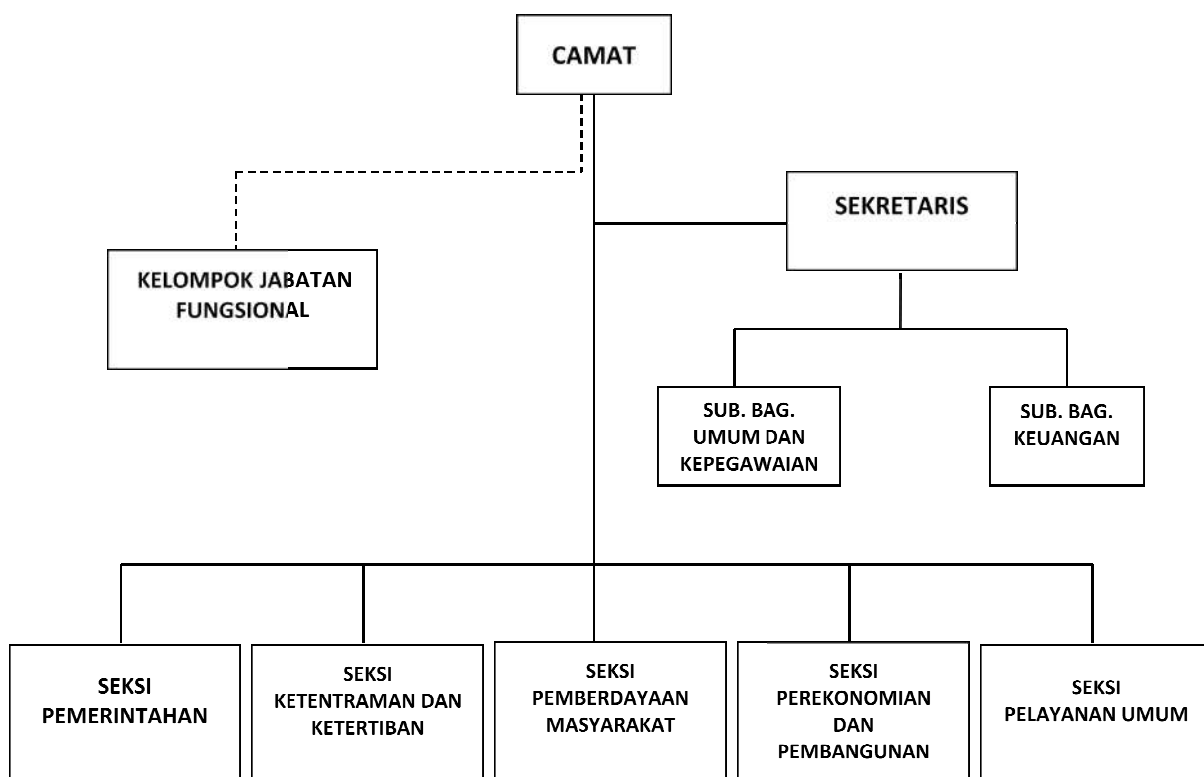 CAMAT
SEKRETARIS
KELOMPOK JABATAN
FUNGSIONAL
SUB. BAG.
UMUM DAN
KEPEGAWAIAN
SUB. BAG.
KEUANGAN
SEKSI
PEMERINTAHAN
SEKSI
KETENTRAMAN DAN
KETERTIBAN
SEKSI
PEMBERDAYAAN
MASYARAKAT
SEKSI
PEREKONOMIAN
DAN
PEMBANGUNAN
SEKSI
PELAYANAN UMUM